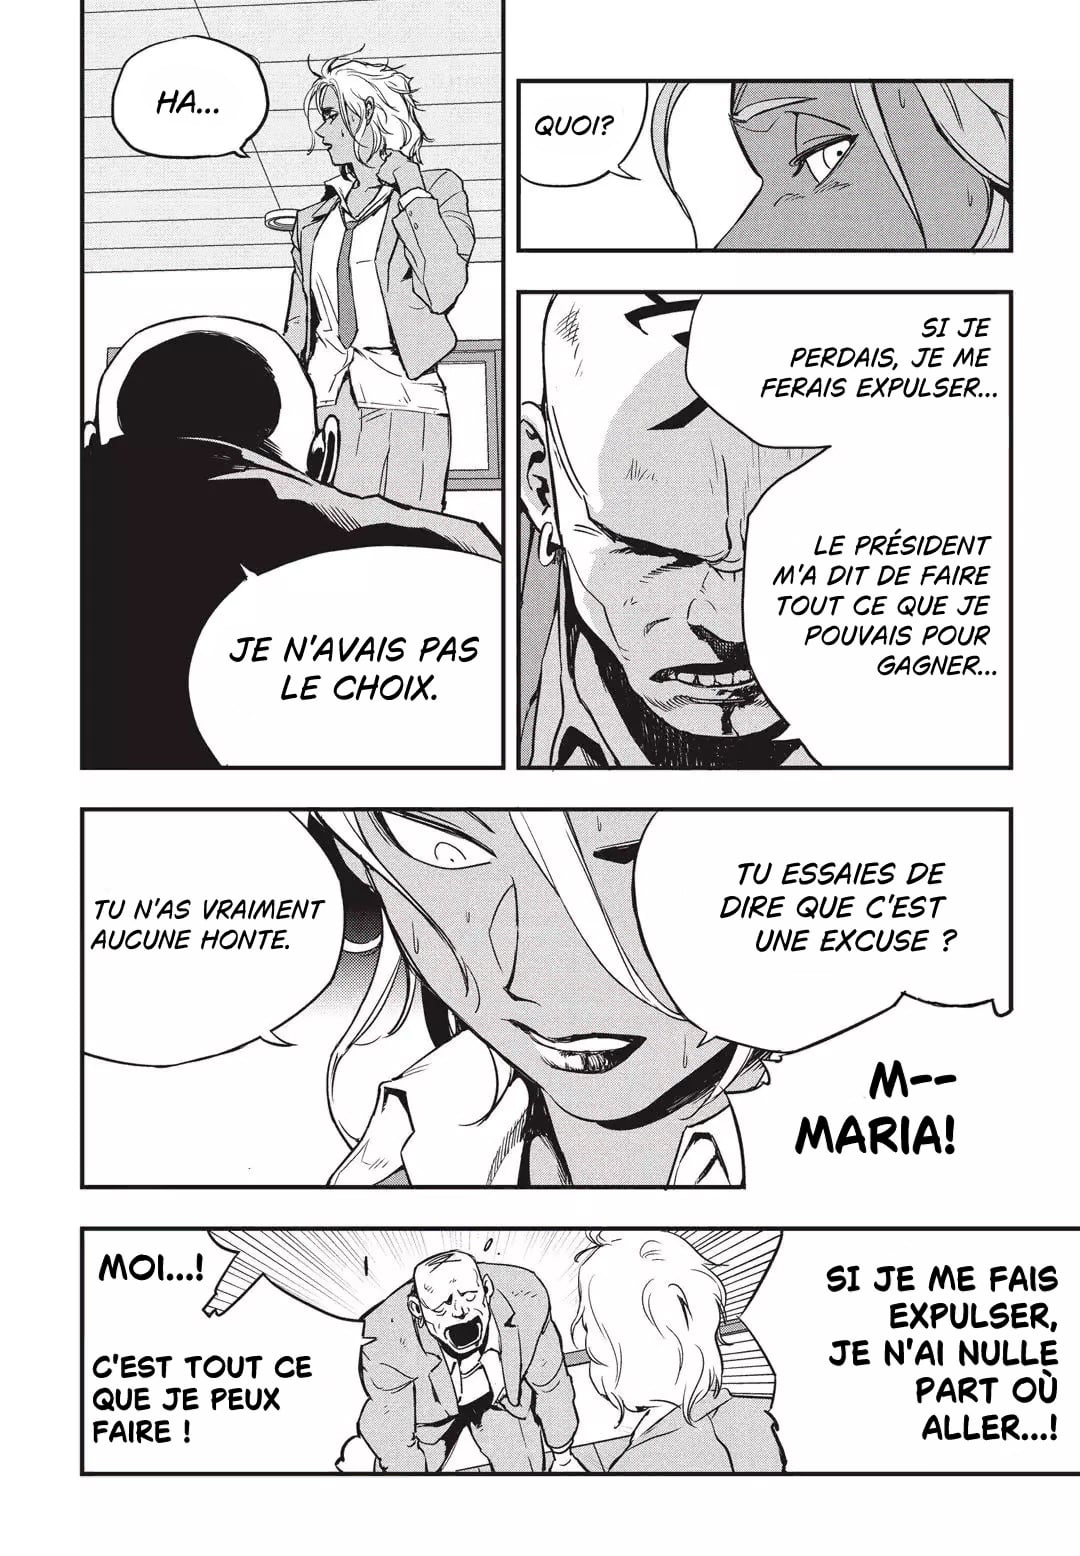 QUOI?
SI JE
PERDAIS, JE ME
FERAIS EXPULSER...
LE PRÉSIDENT
M'A DIT DE FAIRE
TOUT CE QUE JE
POUVAIS POUR
GAGNER...
HA...
JE N'AVAIS PAS
LE CHOIX.
TU ESSAIES DE
DIRE QUE C'EST
UNE EXCUSE ?
TU N'AS VRAIMENT
AUCUNE HONTE.
M--
MARIA!
SI JE ME FAIS
EXPULSER,
JE N'AI NULLE
PART OÙ
ALLER...!
MOI...!
C'EST TOUT CE
QUE JE PEUX
FAIRE !